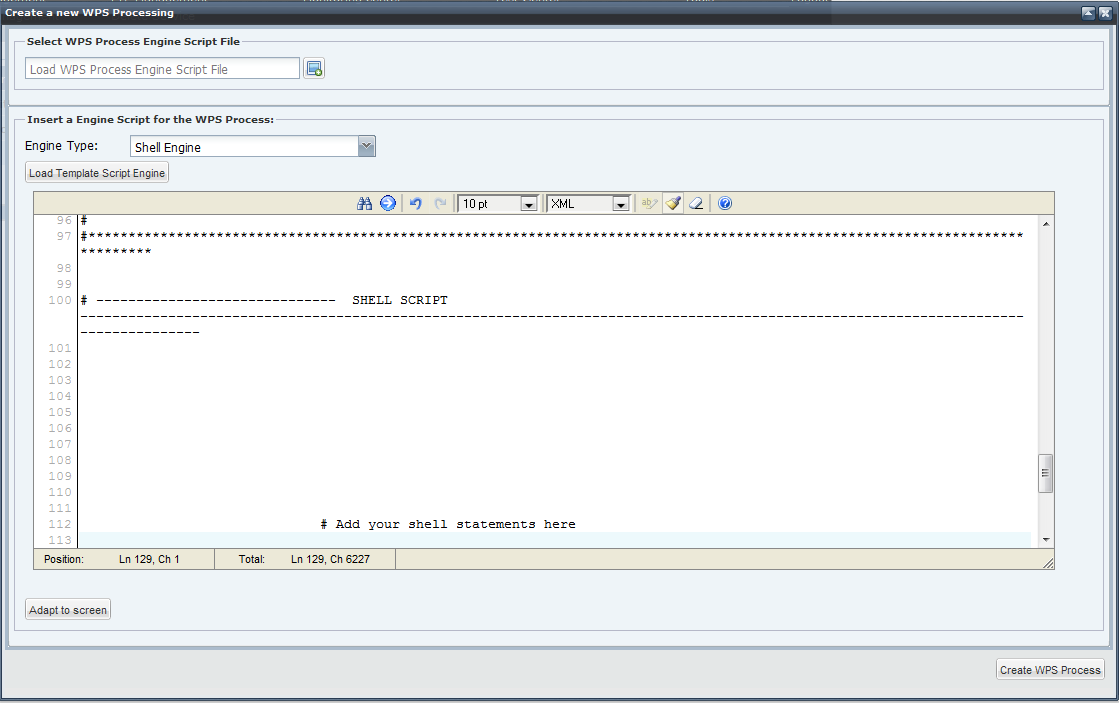 Create a new WPS Processing
Select WPS Process Engine Script File
Load WPS Process Engine Script File
Insert a Engine Script for the WPS Process:
Engine Type: Shell Engine
Load Template Script Engine
10 pt XML
96 #
97 #*********************************************************************************************************************
*********
98
99
100 # ------------------------------ SHELL SCRIPT
----------------------------------------------------------------------------------------------------------------------
---------------
101
102
103
104
105
106
107
108
109
110
111
112 # Add your shell statements here
113
Position: Ln 129, Ch 1 Total: Ln 129, Ch 6227
Adapt to screen
Create WPS Process